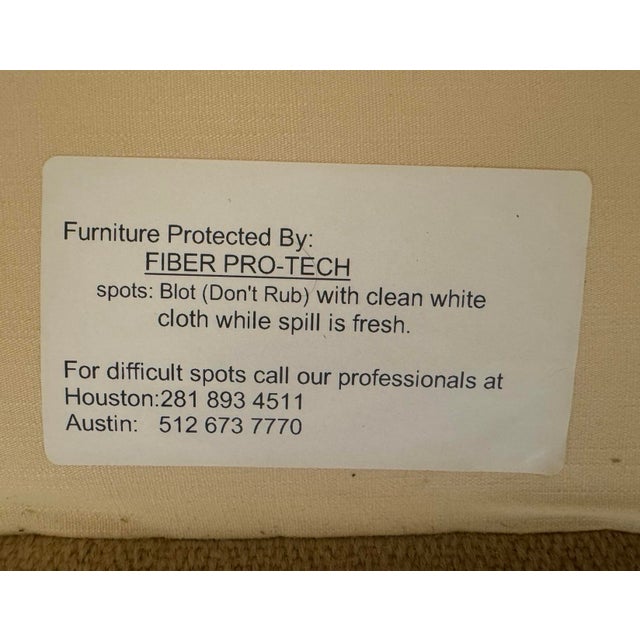 Furniture Protected By:
FIBER PRO-TECH
spots: Blot (Don't Rub) with clean white
cloth while spill is fresh.
For difficult spots call our professionals at
Houston:281 893 4511
Austin: 512 673 7770